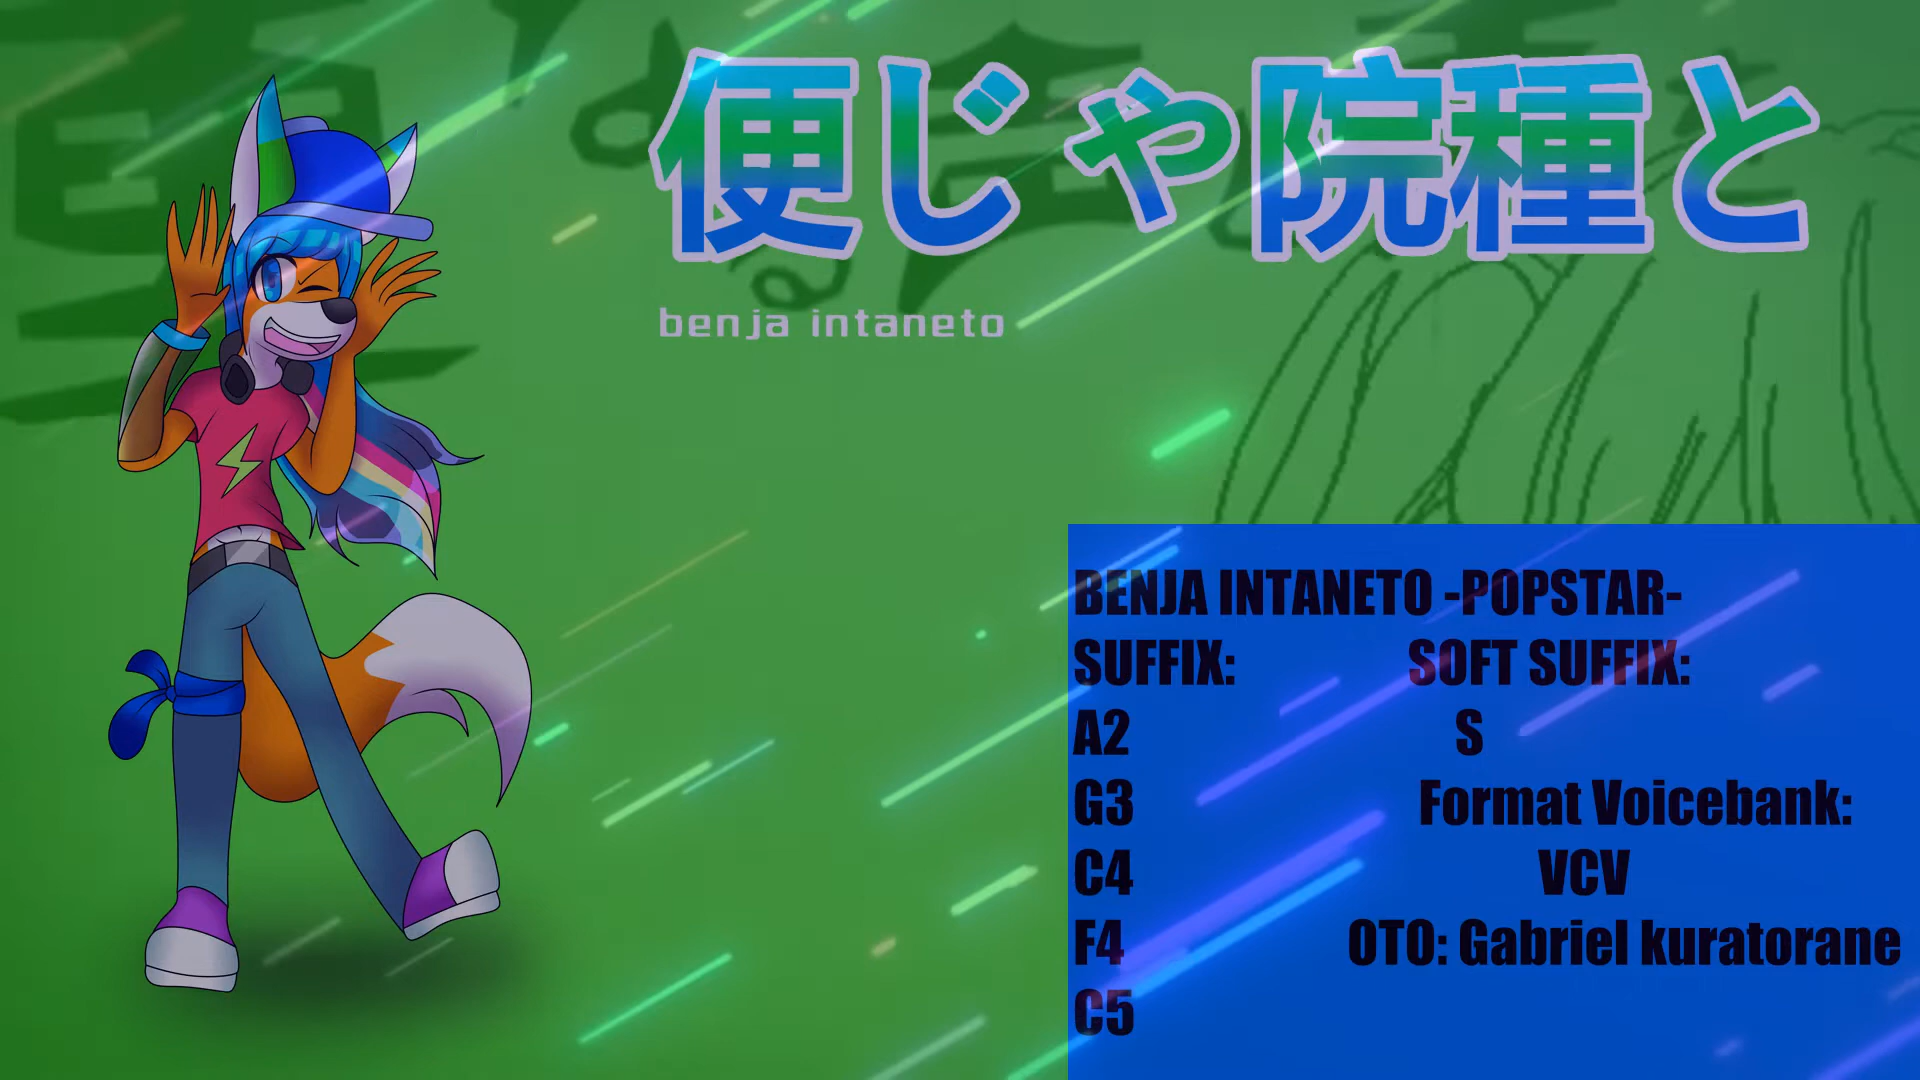 便じゃ院種と
benja intaneto
BENJA INTANETO -POPSTAR-
SUFFIX: SOFT SUFFIX:
A2 S
G3 Format Voicebank:
C4 VCV
F4 OTO: Gabriel kuratorane
C5